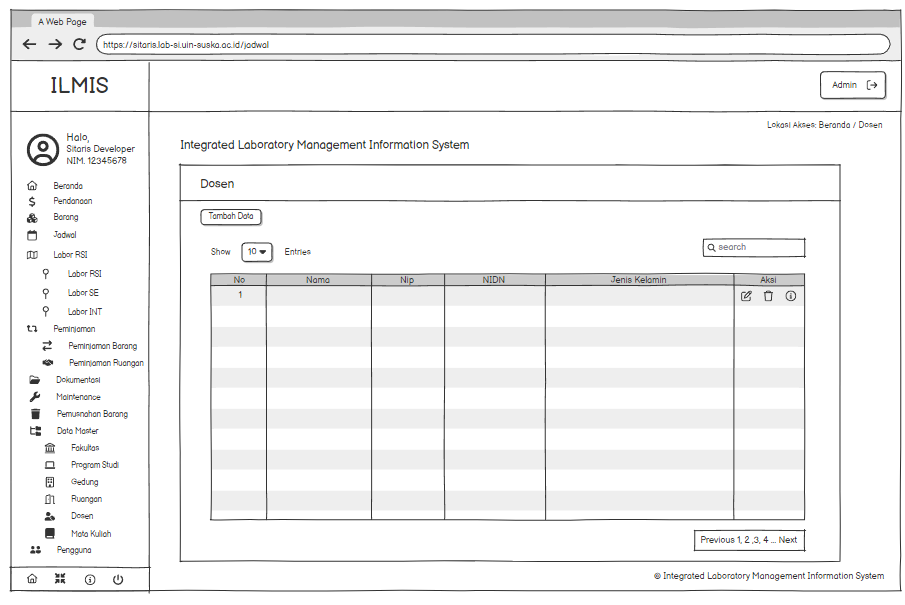 A Web Page
https://sitaris.lab-si.uin-suska.ac.id/jadwal
ILMIS
Admin
Lokasi Akses: Beranda / Dosen
Halo,
Sitaris Developer
NIM. 12345678
Beranda
Pendanaan
Barang
Jadwal
Labor RSI
Labor RSI
Labor SE
Labor INT
Peminjaman
Peminjaman Barang
Peminjaman Ruangan
Dokumentasi
Maintenance
Pemusnahan Barang
Data Master
Fakultas
Program Studi
Gedung
Ruangan
Dosen
Mata Kuliah
Pengguna
Integrated Laboratory Management Information System
Dosen
Tambah Data
Show 10 Entries
search
No Nama Nip NIDN Jenis Kelamin Aksi
1
Previous 1, 2 ,3, 4 ... Next
© Integrated Laboratory Management Information System